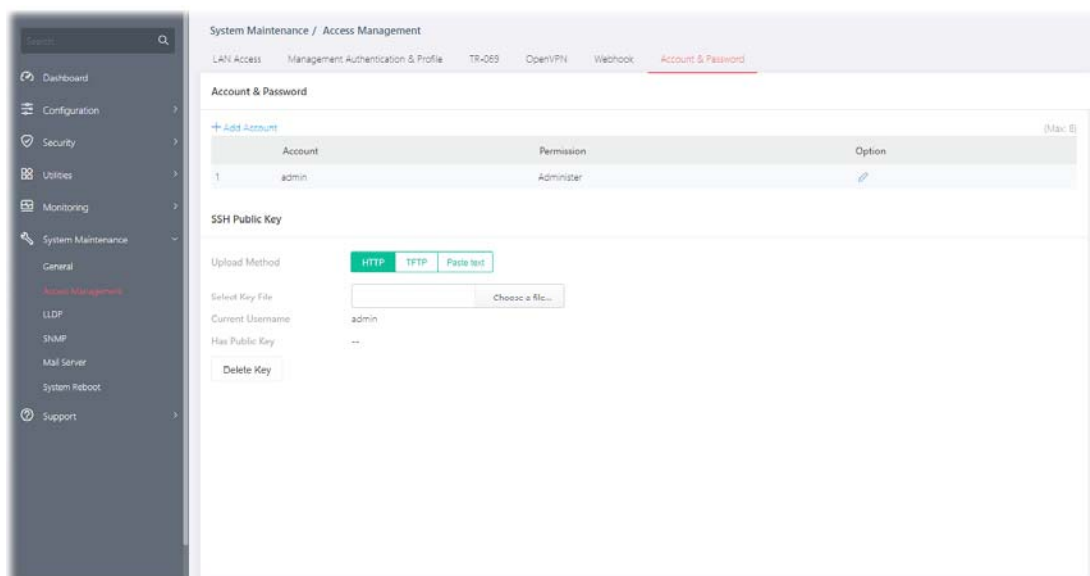 System Maintenance / Access Management
Search
LAN Access Management Authentication & Profile TR-069 OpenVPN Webhook Account & Password
Dashboard
Configuration
Security
Utilities
Monitoring
System Maintenance
General
Access Management
LLDP
SNMP
Mail Server
System Reboot
Support
Account & Password
+ Add Account (Max: 8)
Account Permission Option
1 admin Administer
SSH Public Key
Upload Method HTTP TFTP Paste text
Select Key File Choose a file...
Current Username admin
Has Public Key --
Delete Key